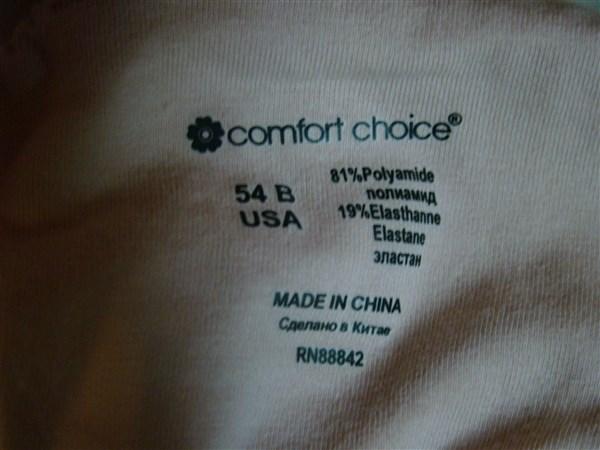 comfort choice®
54 B
USA
81%Polyamide
полиамид
19%Elasthanne
Elastane
эластан
MADE IN CHINA
Сделано в Китае
RN88842